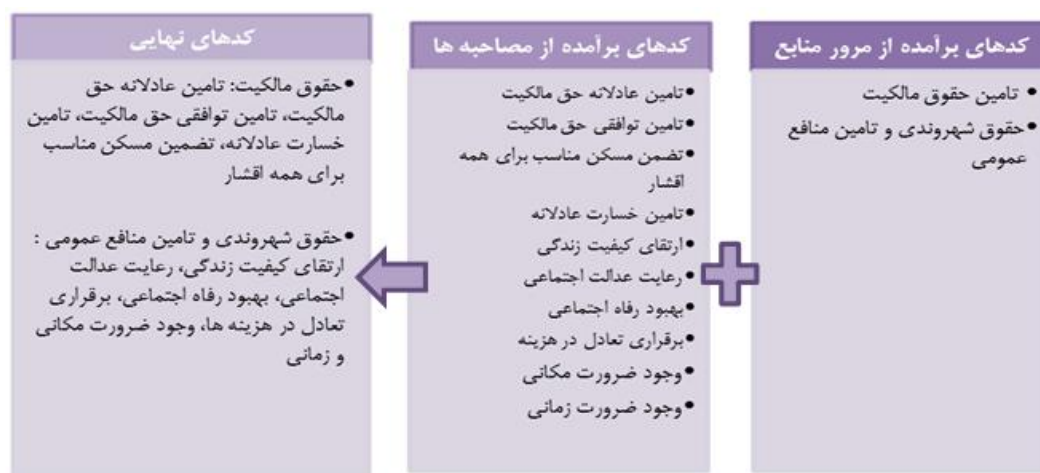 کدهای برآمده از مرور منابع
• تامین حقوق مالکیت
• حقوق شهروندی و تامین منافع
عمومی
کدهای برآمده از مصاحبه ها
• تامین عادلانه حق مالکیت
• تامین توافقی حق مالکیت
• تضمن مسکن مناسب برای همه
اقشار
• تامین خسارت عادلانه
• ارتقای کیفیت زندگی
• رعایت عدالت اجتماعی
• بهبود رفاه اجتماعی
• برقراری تعادل در هزینه
• وجود ضرورت مکانی
• وجود ضرورت زمانی
کدهای نهایی
• حقوق مالکیت: تامین عادلانه حق
مالکیت، تامین توافقی حق مالکیت، تامین
خسارت عادلانه، تضمین مسکن مناسب
برای همه اقشار
• حقوق شهروندی و تامین منافع عمومی :
ارتقای کیفیت زندگی، رعایت عدالت
اجتماعی، بهبود رفاه اجتماعی، برقراری
تعادل در هزینه ها، وجود ضرورت مکانی
و زمانی